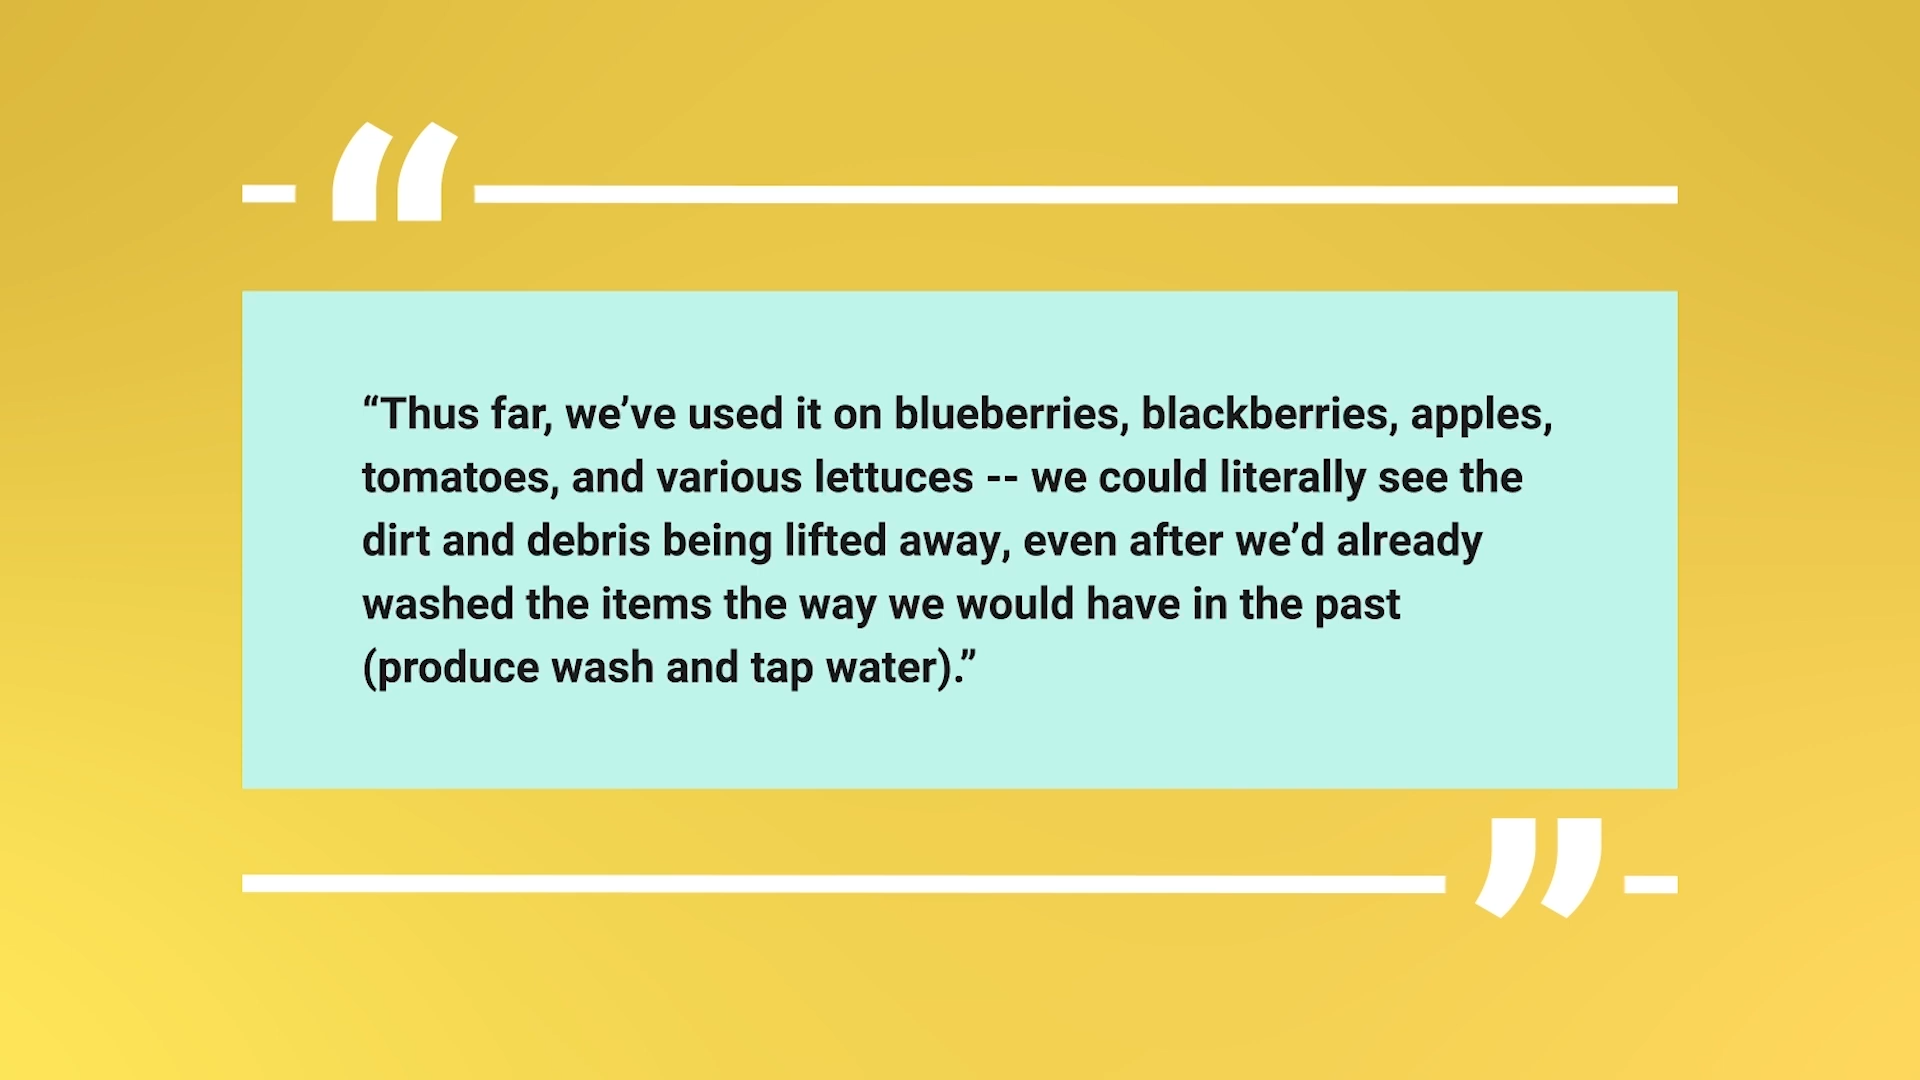 “Thus far, we’ve used it on blueberries, blackberries, apples,
tomatoes, and various lettuces -- we could literally see the
dirt and debris being lifted away, even after we’d already
washed the items the way we would have in the past
(produce wash and tap water).”